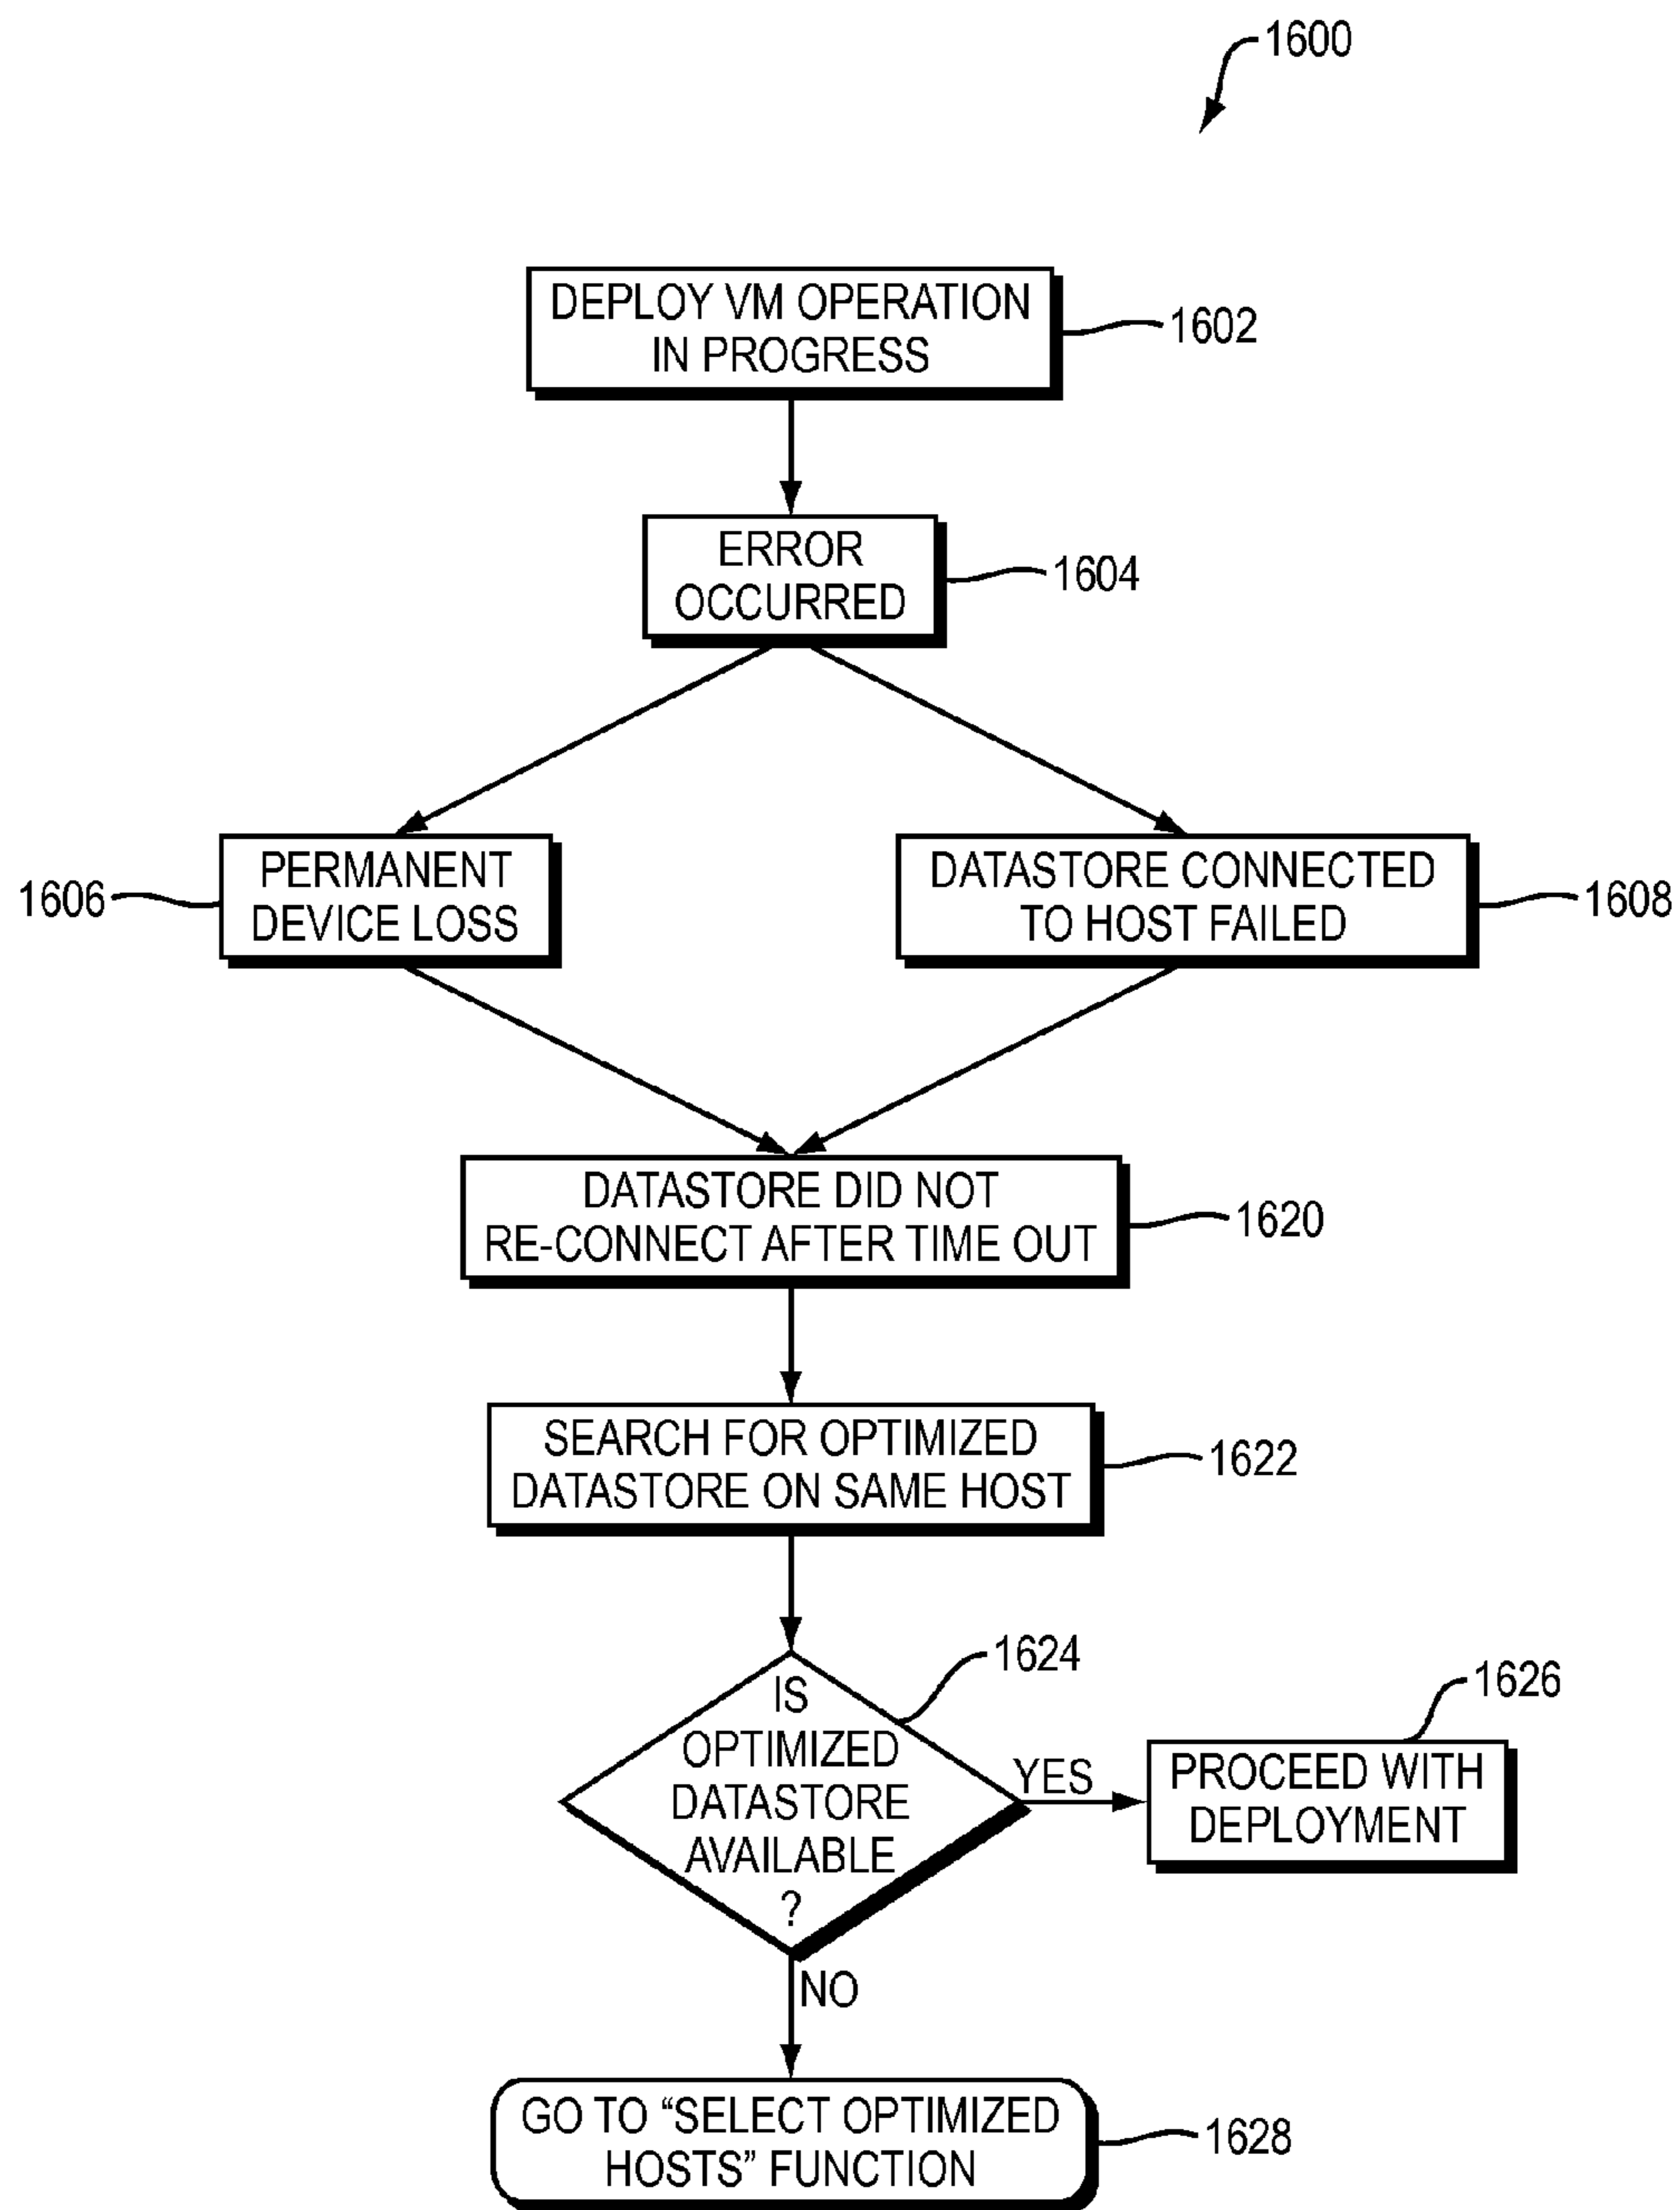 1600
DEPLOY VM OPERATION
IN PROGRESS
1602
ERROR
OCCURRED
1604
PERMANENT
DEVICE LOSS
1606
DATASTORE CONNECTED
TO HOST FAILED
1608
DATASTORE DID NOT
RE-CONNECT AFTER TIME OUT
1620
SEARCH FOR OPTIMIZED
DATASTORE ON SAME HOST
1622
IS
OPTIMIZED
DATASTORE
AVAILABLE
?
1624
YES
PROCEED WITH
DEPLOYMENT
1626
NO
GO TO “SELECT OPTIMIZED
HOSTS” FUNCTION
1628